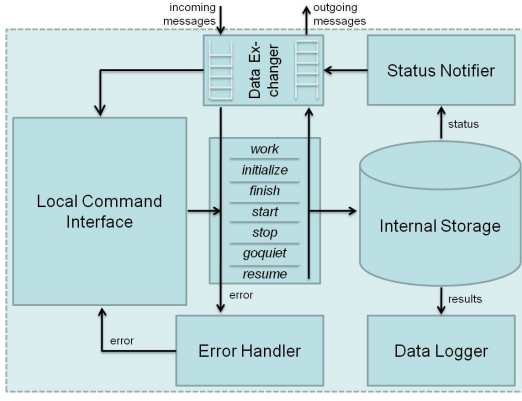 incoming
messages
outgoing
messages
Data Ex-
changer
Status Notifier
status
Local Command
Interface
work
initialize
finish
start
stop
goquiet
resume
Internal Storage
error
results
error
Error Handler
Data Logger